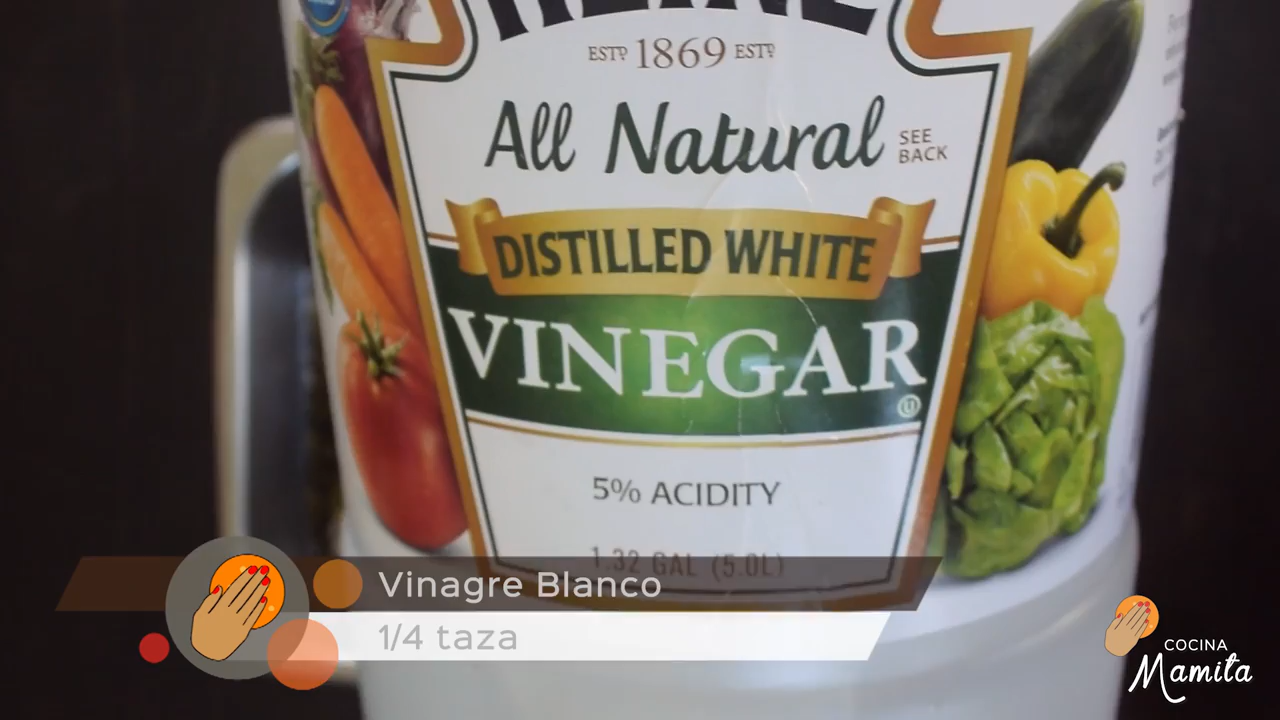 HEINZ
ESTD 1869 ESTD
All Natural
SEE
BACK
DISTILLED WHITE
VINEGAR
5% ACIDITY
1.32 GAL (5.0L)
Vinagre Blanco
1/4 taza
COCINA
Mamita